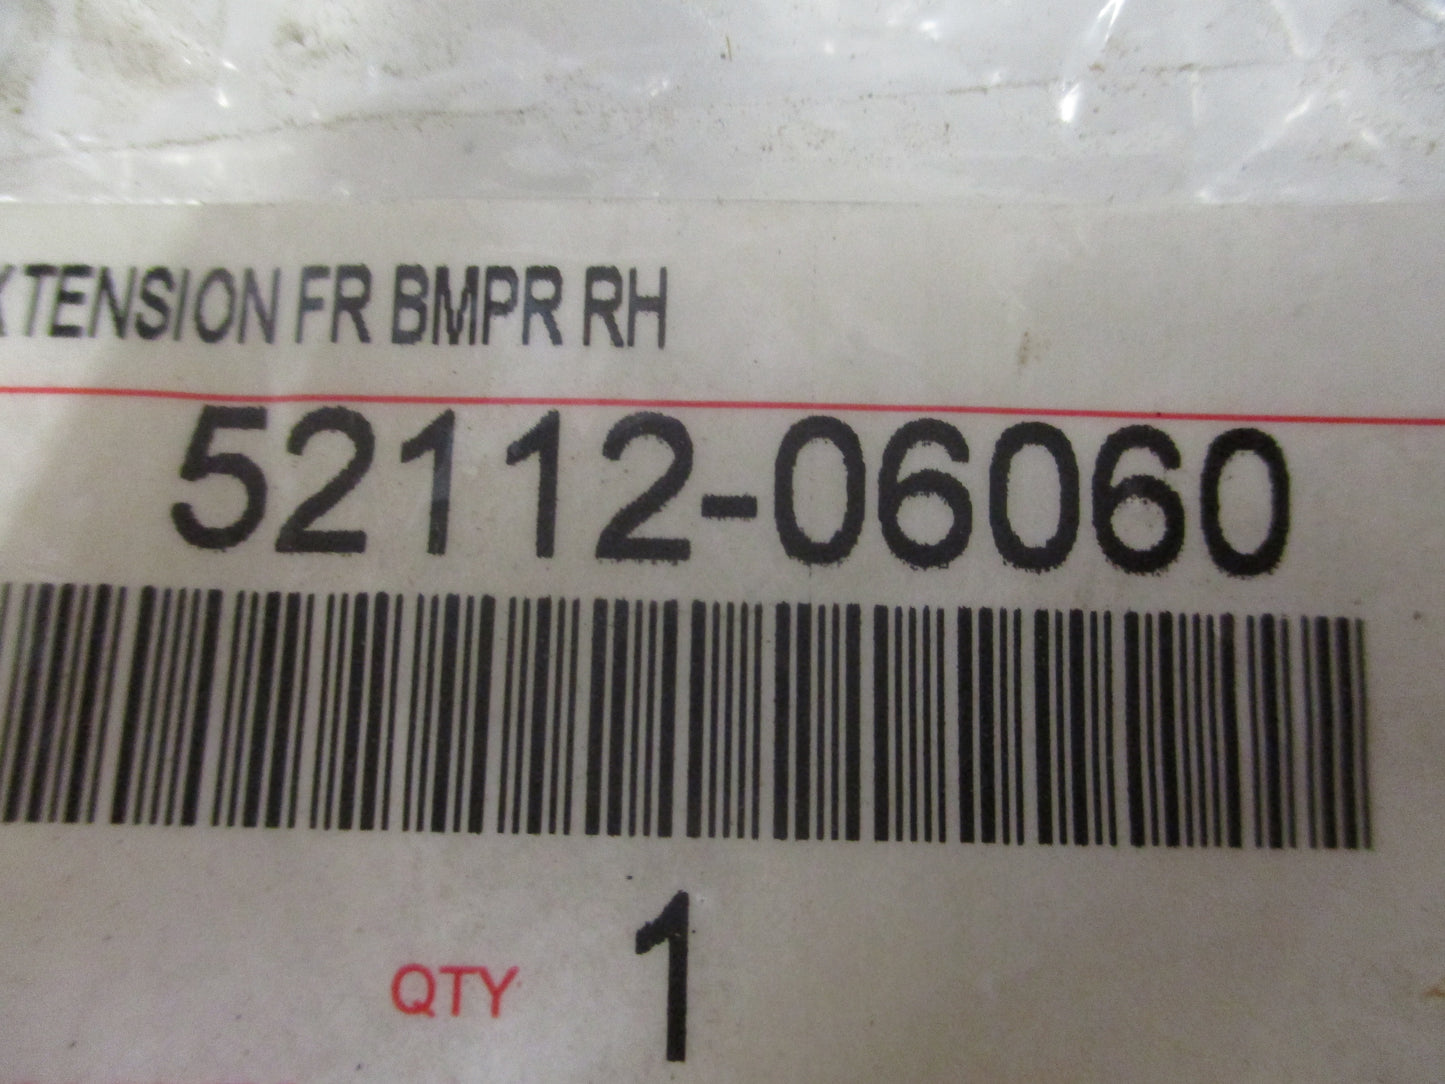 XTENSION FR BMPR RH
52112-06060
QTY 1